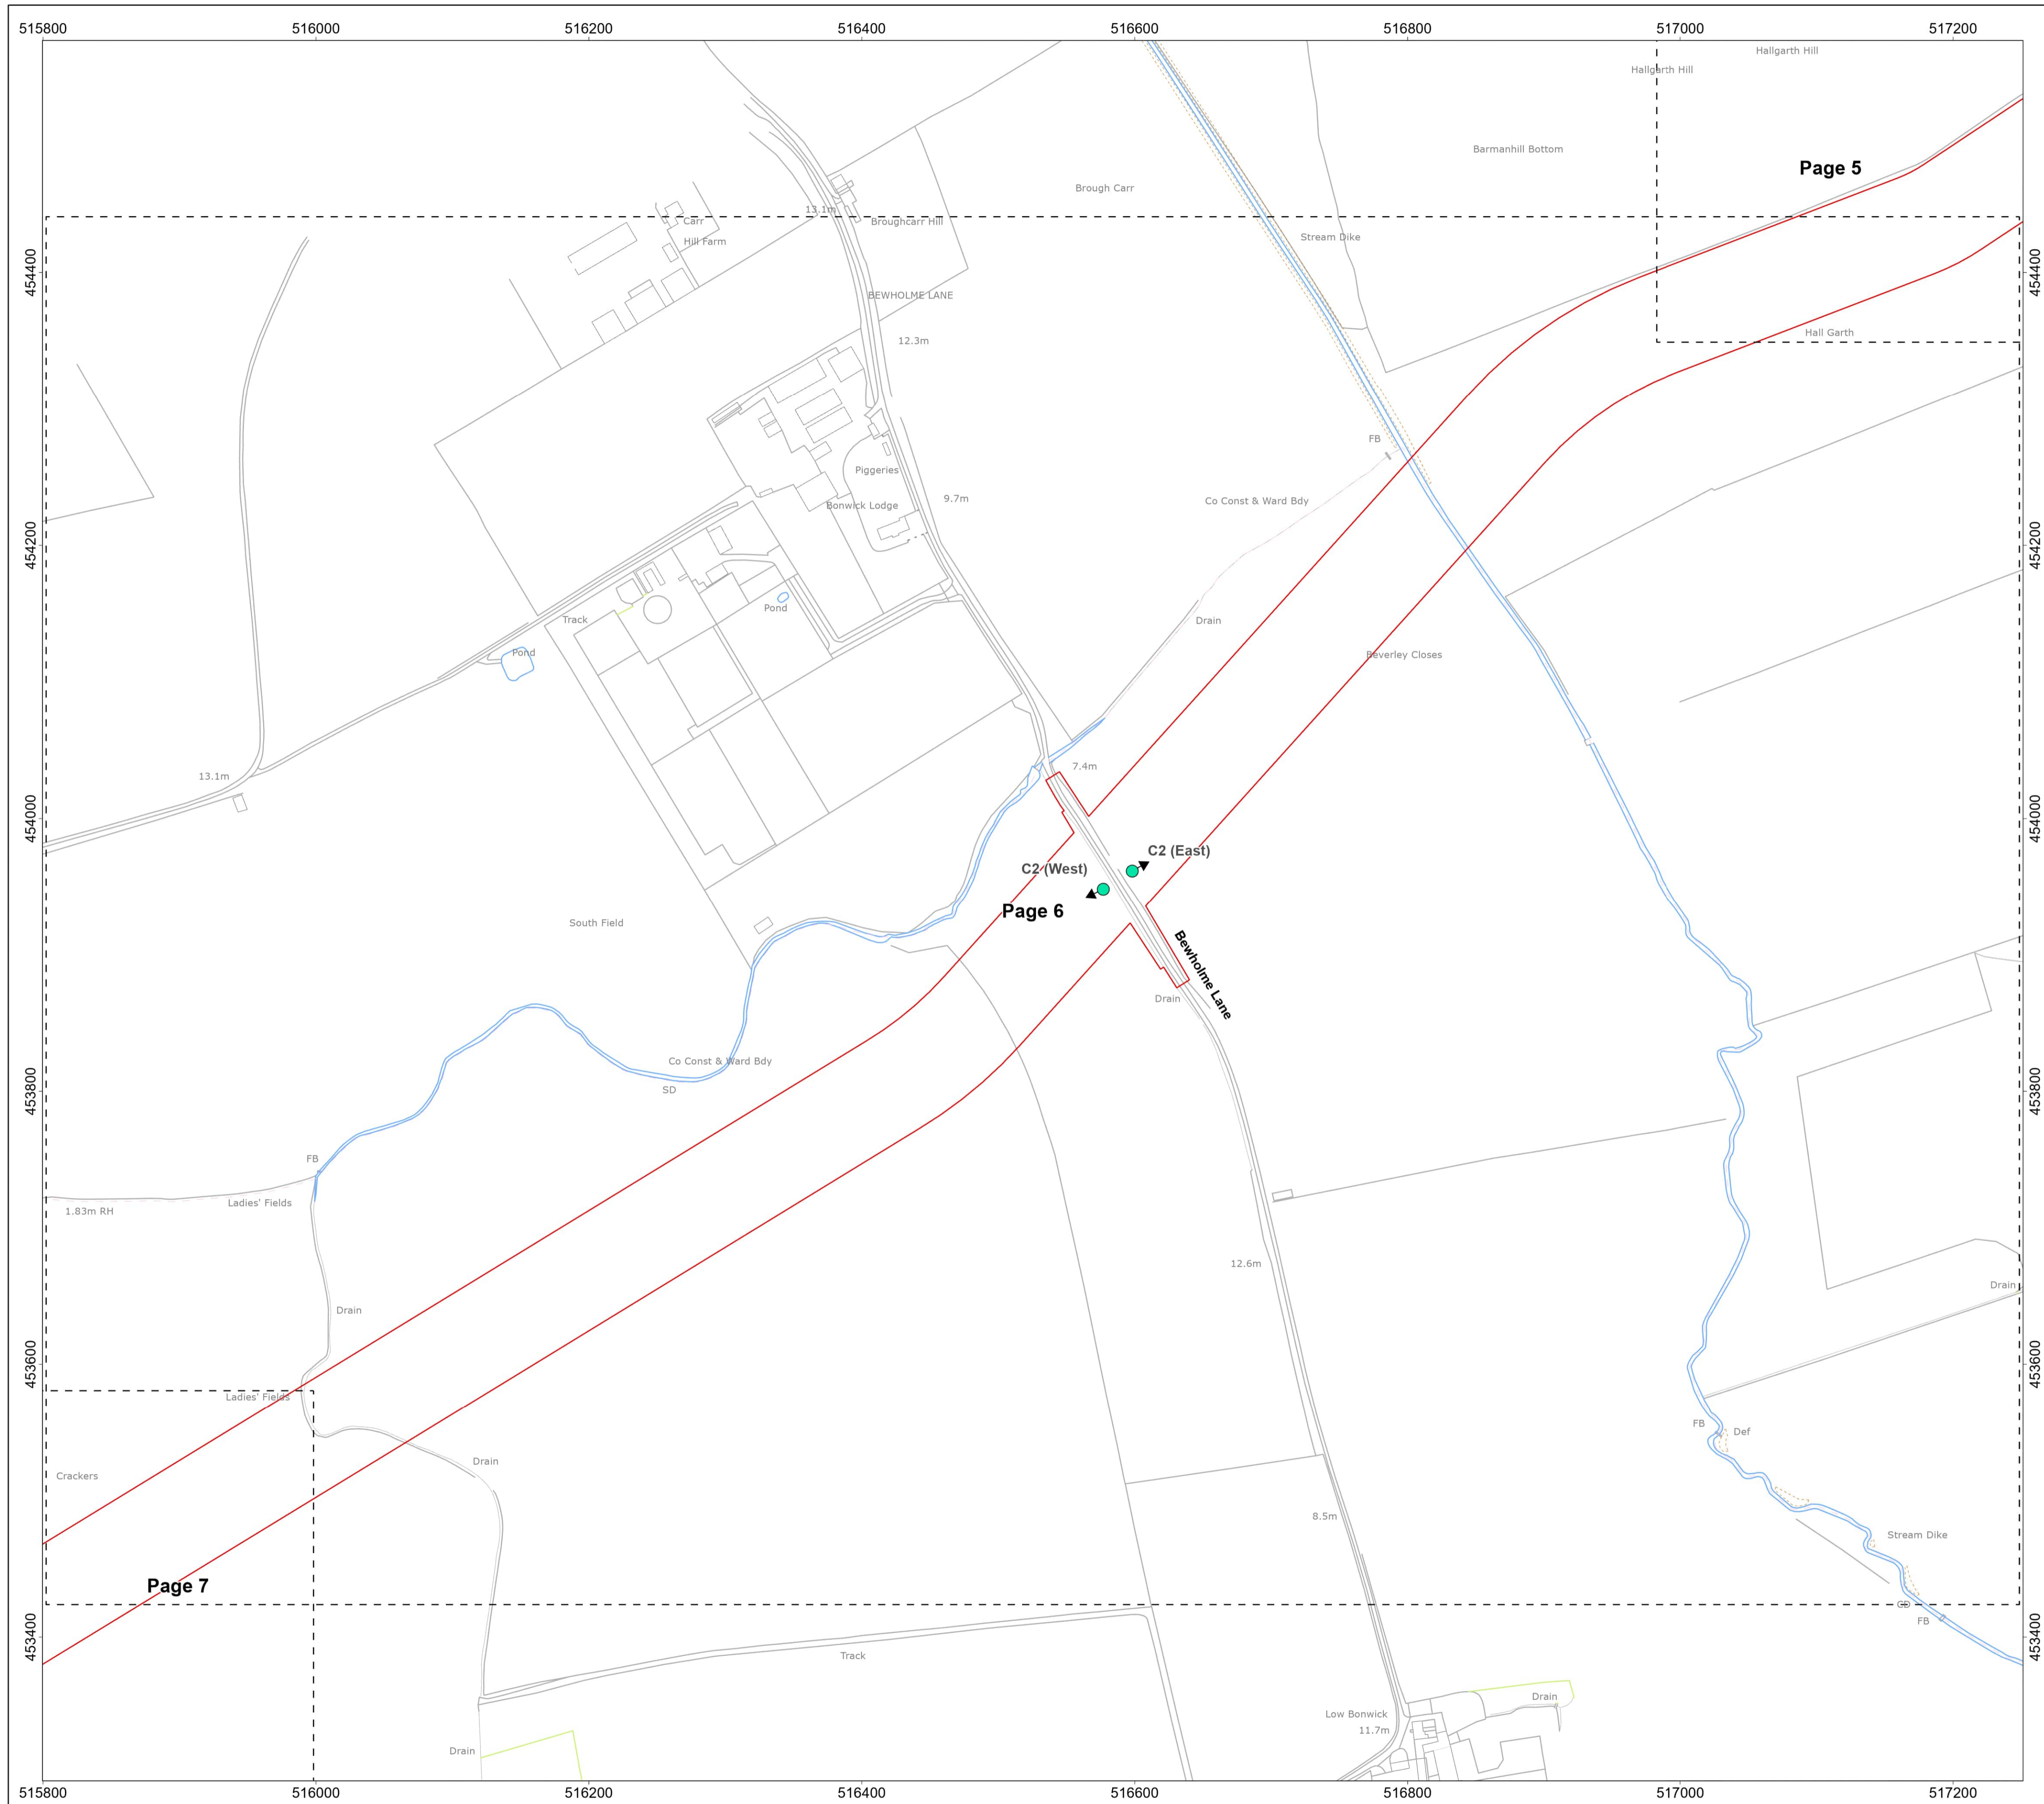 515800 516000 516200 516400 516600 516800 517000 517200
Hallgarth Hill
Hallgarth Hill
Barmanhill Bottom
Page 5
Brough Carr
13.1m
Broughcarr Hill
Carr
Hill Farm
Stream Dike
454400
454400
BEWHOLME LANE
12.3m
Hall Garth
FB
Piggeries
9.7m
Co Const & Ward Bdy
Bonwick Lodge
454200
454200
Pond
Track
Drain
Pond
Beverley Closes
7.4m
13.1m
454000
454000
C2 (East)
C2 (West)
Page 6
South Field
Bewholme Lane
Drain
Co Const & Ward Bdy
SD
453800
453800
FB
Ladies' Fields
1.83m RH
12.6m
Drain
Drain
453600
453600
Ladies' Fields
FB
Def
Drain
Crackers
8.5m
Stream Dike
Page 7
CD
FB
453400
453400
Track
Drain
Low Bonwick
11.7m
Drain
515800 516000 516200 516400 516600 516800 517000 517200